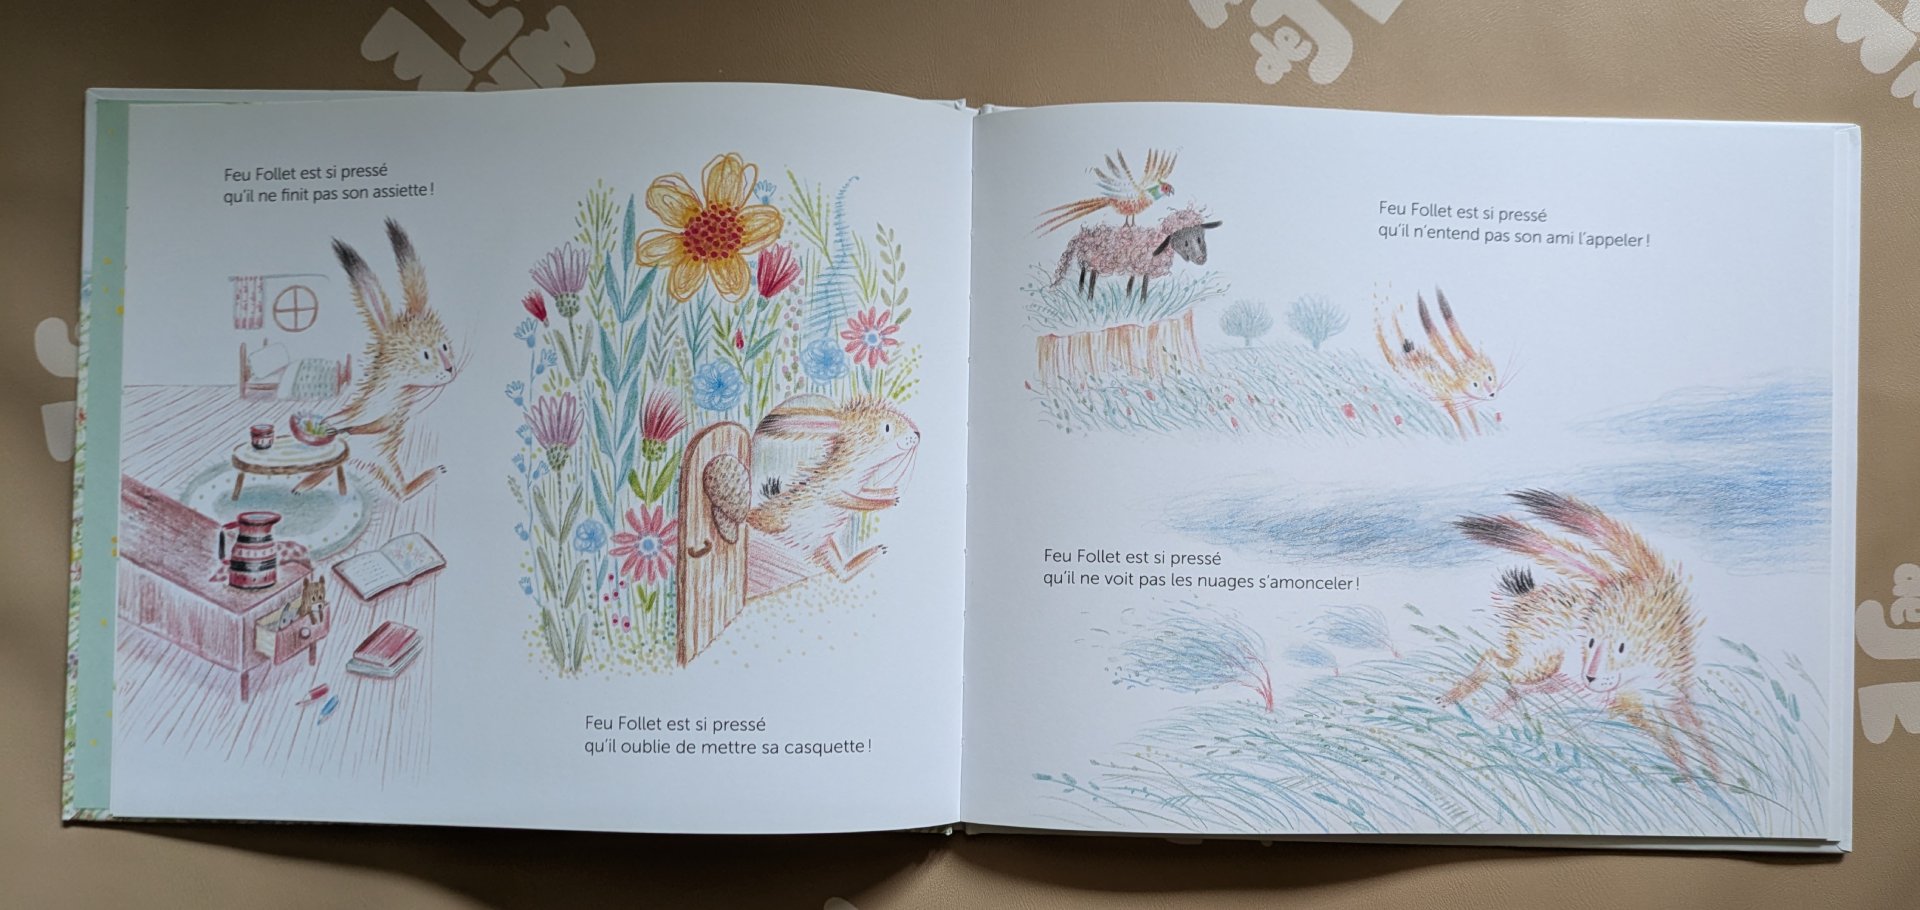 Feu Follet est si pressé
qu'il ne finit pas son assiette !
Feu Follet est si pressé
qu'il oublie de mettre sa casquette !
Feu Follet est si pressé
qu'il n'entend pas son ami l'appeler !
Feu Follet est si pressé
qu'il ne voit pas les nuages s'amonceler !